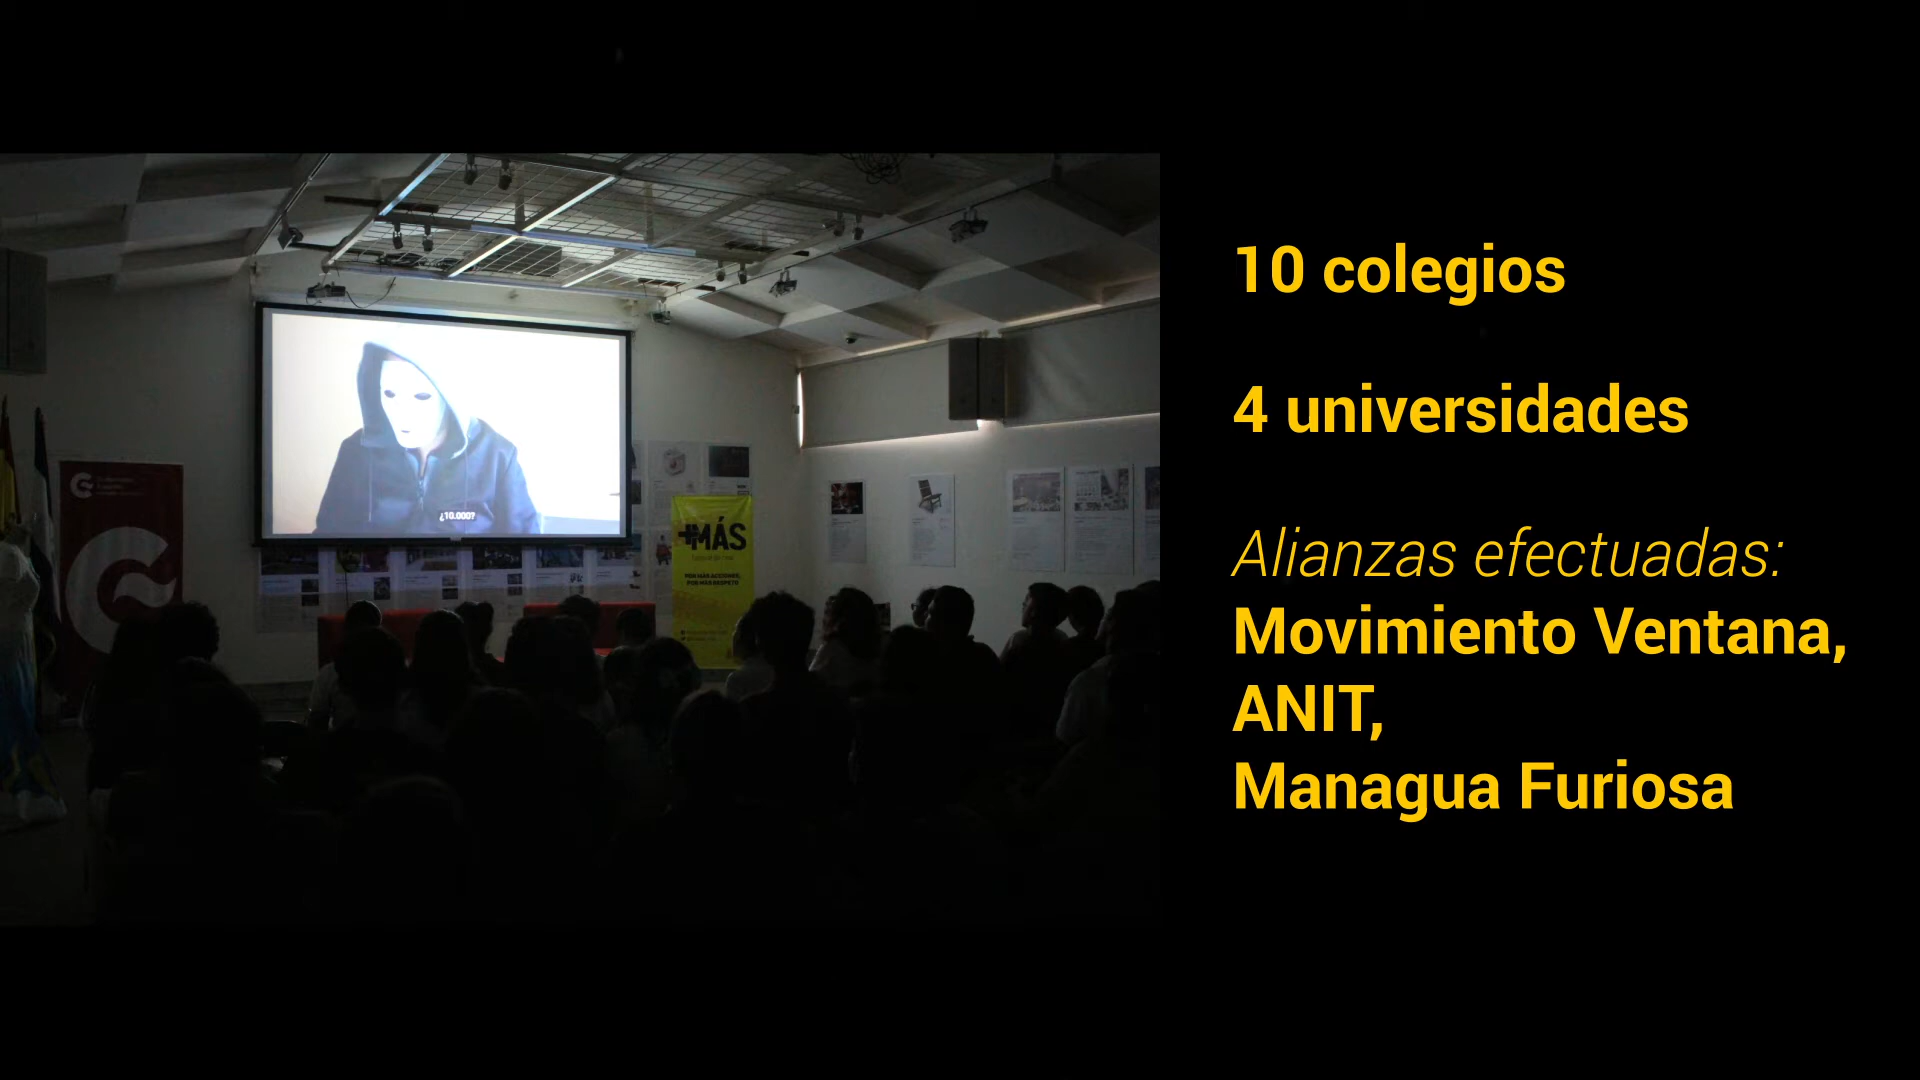 10 colegios
4 universidades
Alianzas efectuadas:
Movimiento Ventana,
ANIT,
Managua Furiosa
¿10.000?
+MÁS
POR MÁS ACCIONES,
POR MÁS RESPETO